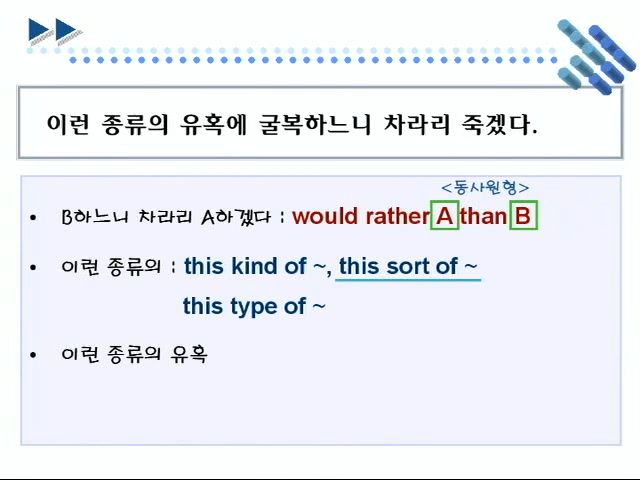 이런 종류의 유혹에 굴복하느니 차라리 죽겠다.
<동사원형>
• B하느니 차라리 A하겠다 : would rather A than B
• 이런 종류의 : this kind of ~, this sort of ~
this type of ~
• 이런 종류의 유혹